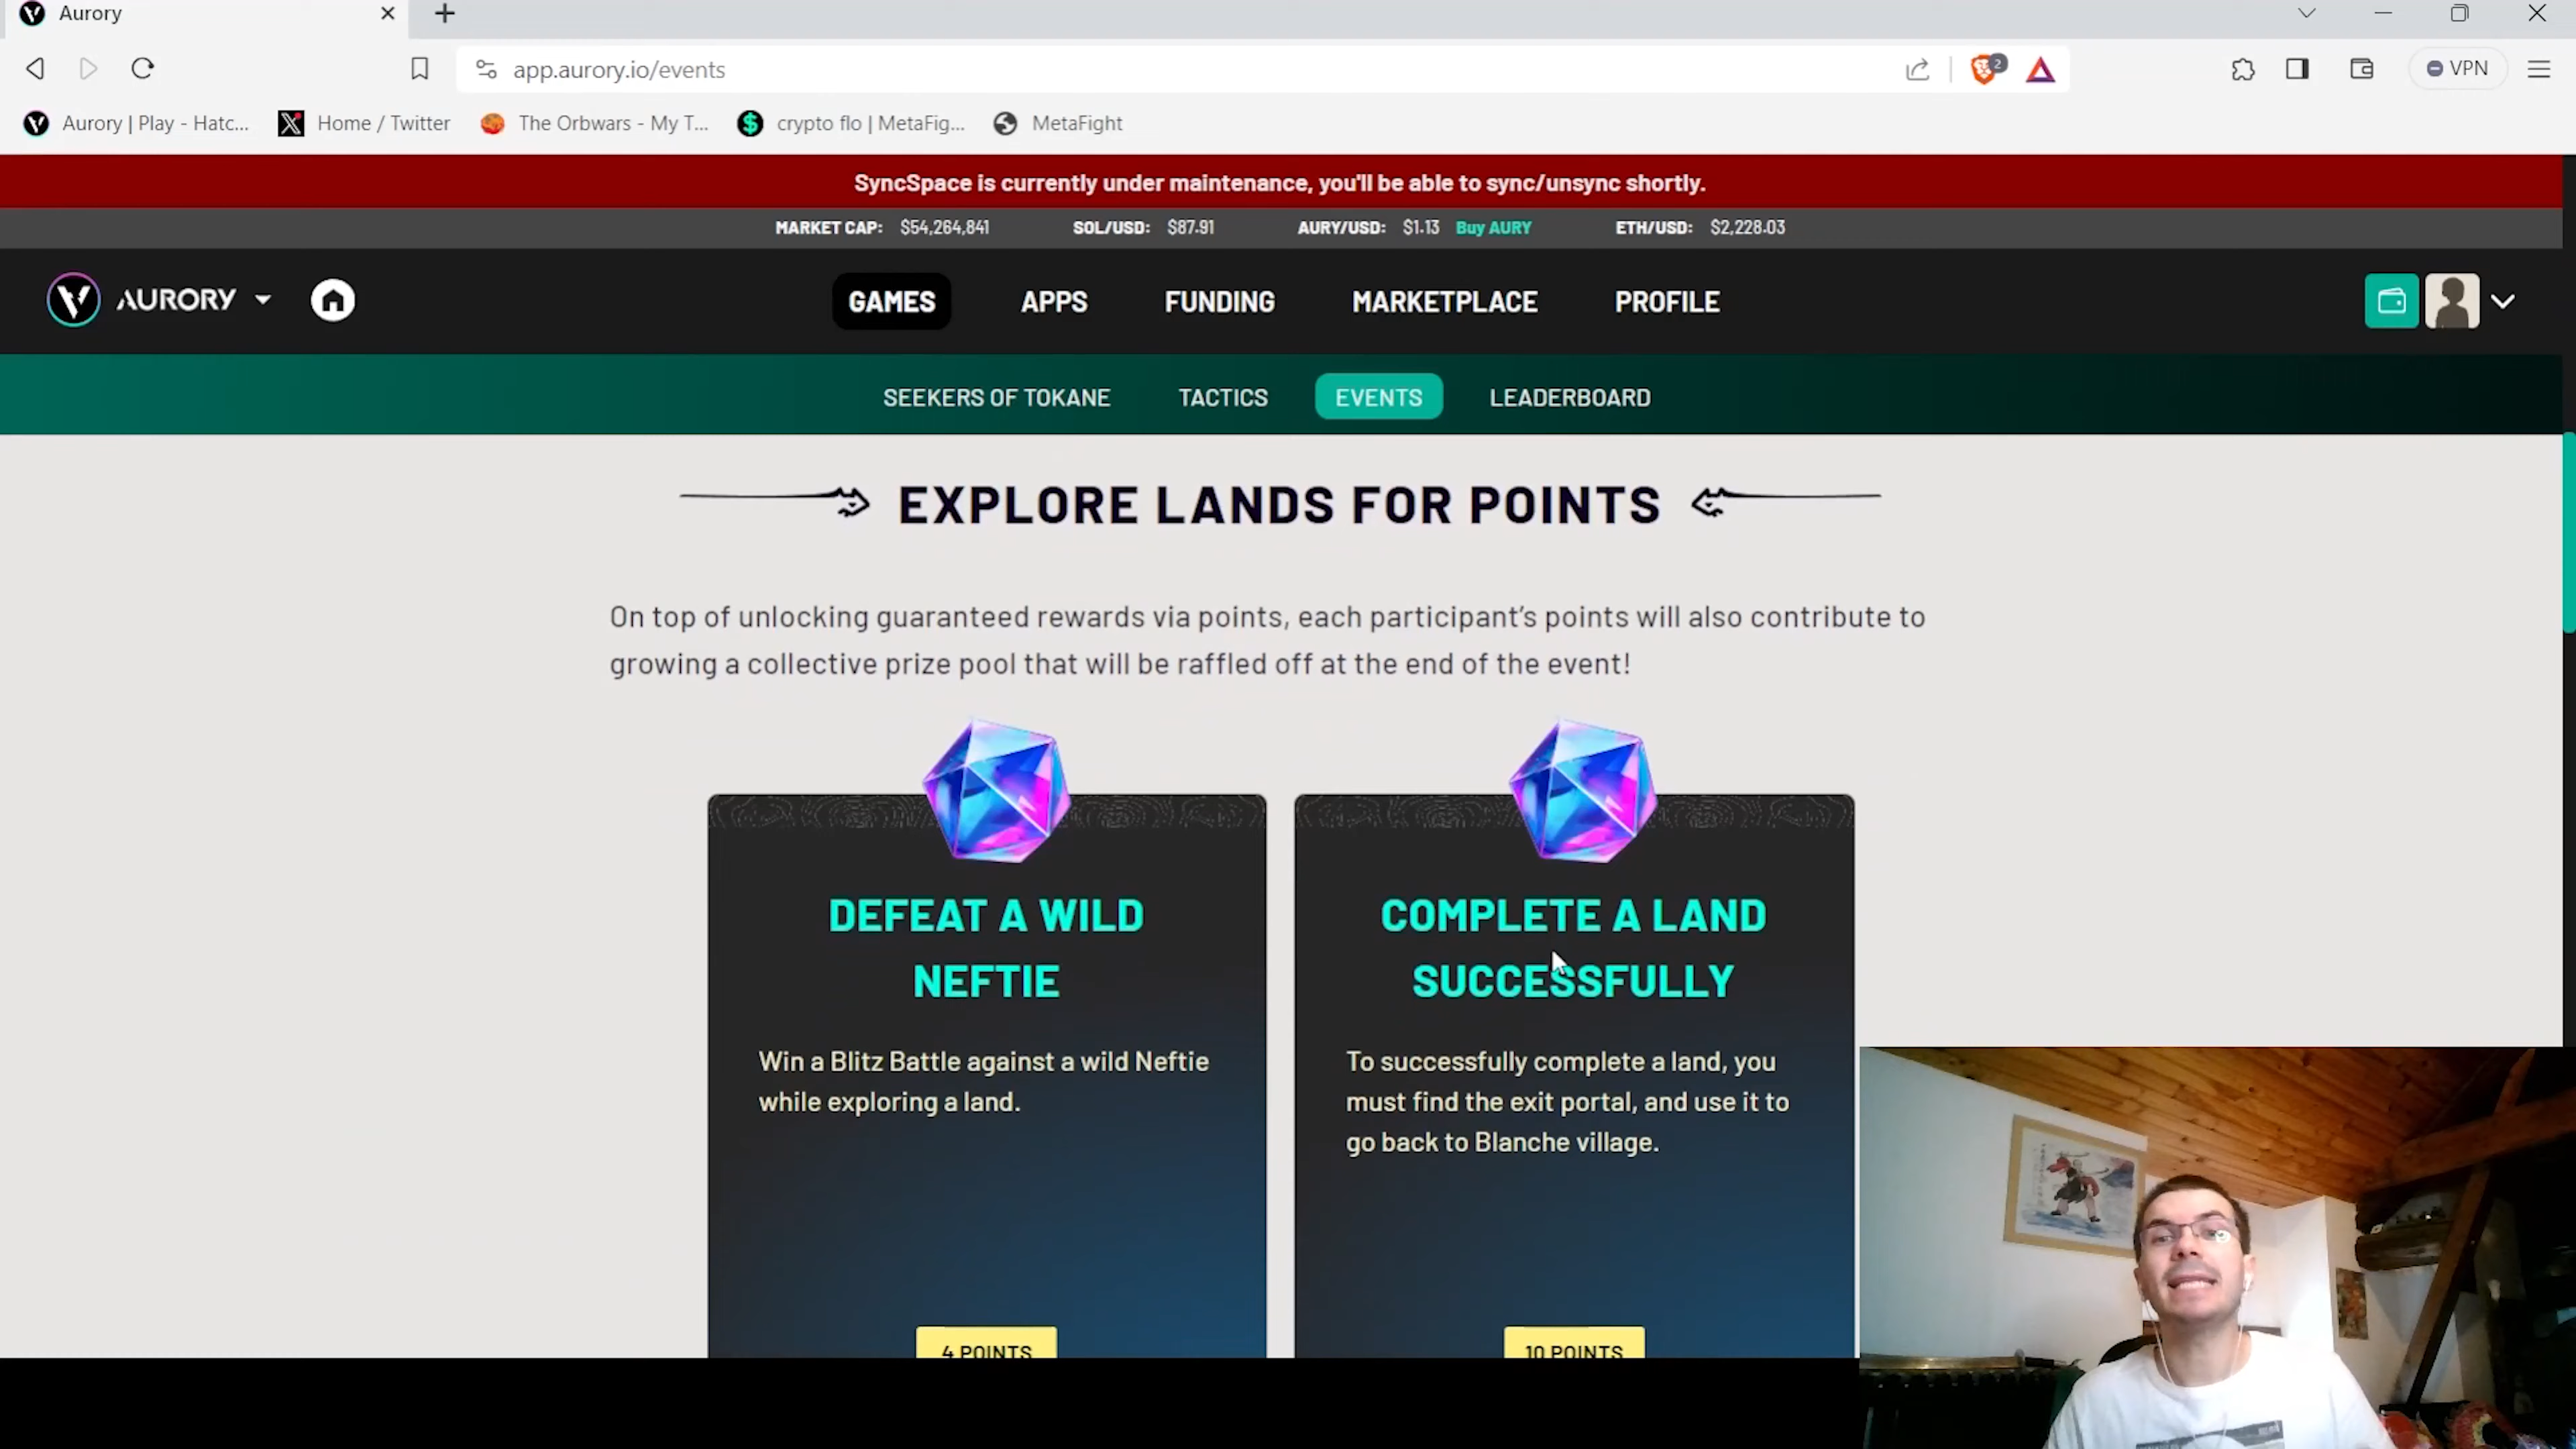 Aurory
app.aurory.io/events
2
VPN
Aurory | Play - Hatc...
Home / Twitter
The Orbwars - My T...
crypto flo | MetaFig...
MetaFight
SyncSpace is currently under maintenance, you'll be able to sync/unsync shortly.
MARKET CAP: $54,264,841 SOL/USD: $87.91 AURY/USD: $1.13 Buy AURY ETH/USD: $2,228.03
AURORY
GAMES APPS FUNDING MARKETPLACE PROFILE
SEEKERS OF TOKANE TACTICS EVENTS LEADERBOARD
EXPLORE LANDS FOR POINTS
On top of unlocking guaranteed rewards via points, each participant's points will also contribute to
growing a collective prize pool that will be raffled off at the end of the event!
DEFEAT A WILD
NEFTIE
Win a Blitz Battle against a wild Neftie
while exploring a land.
4 POINTS
COMPLETE A LAND
SUCCESSFULLY
To successfully complete a land, you
must find the exit portal, and use it to
go back to Blanche village.
10 POINTS